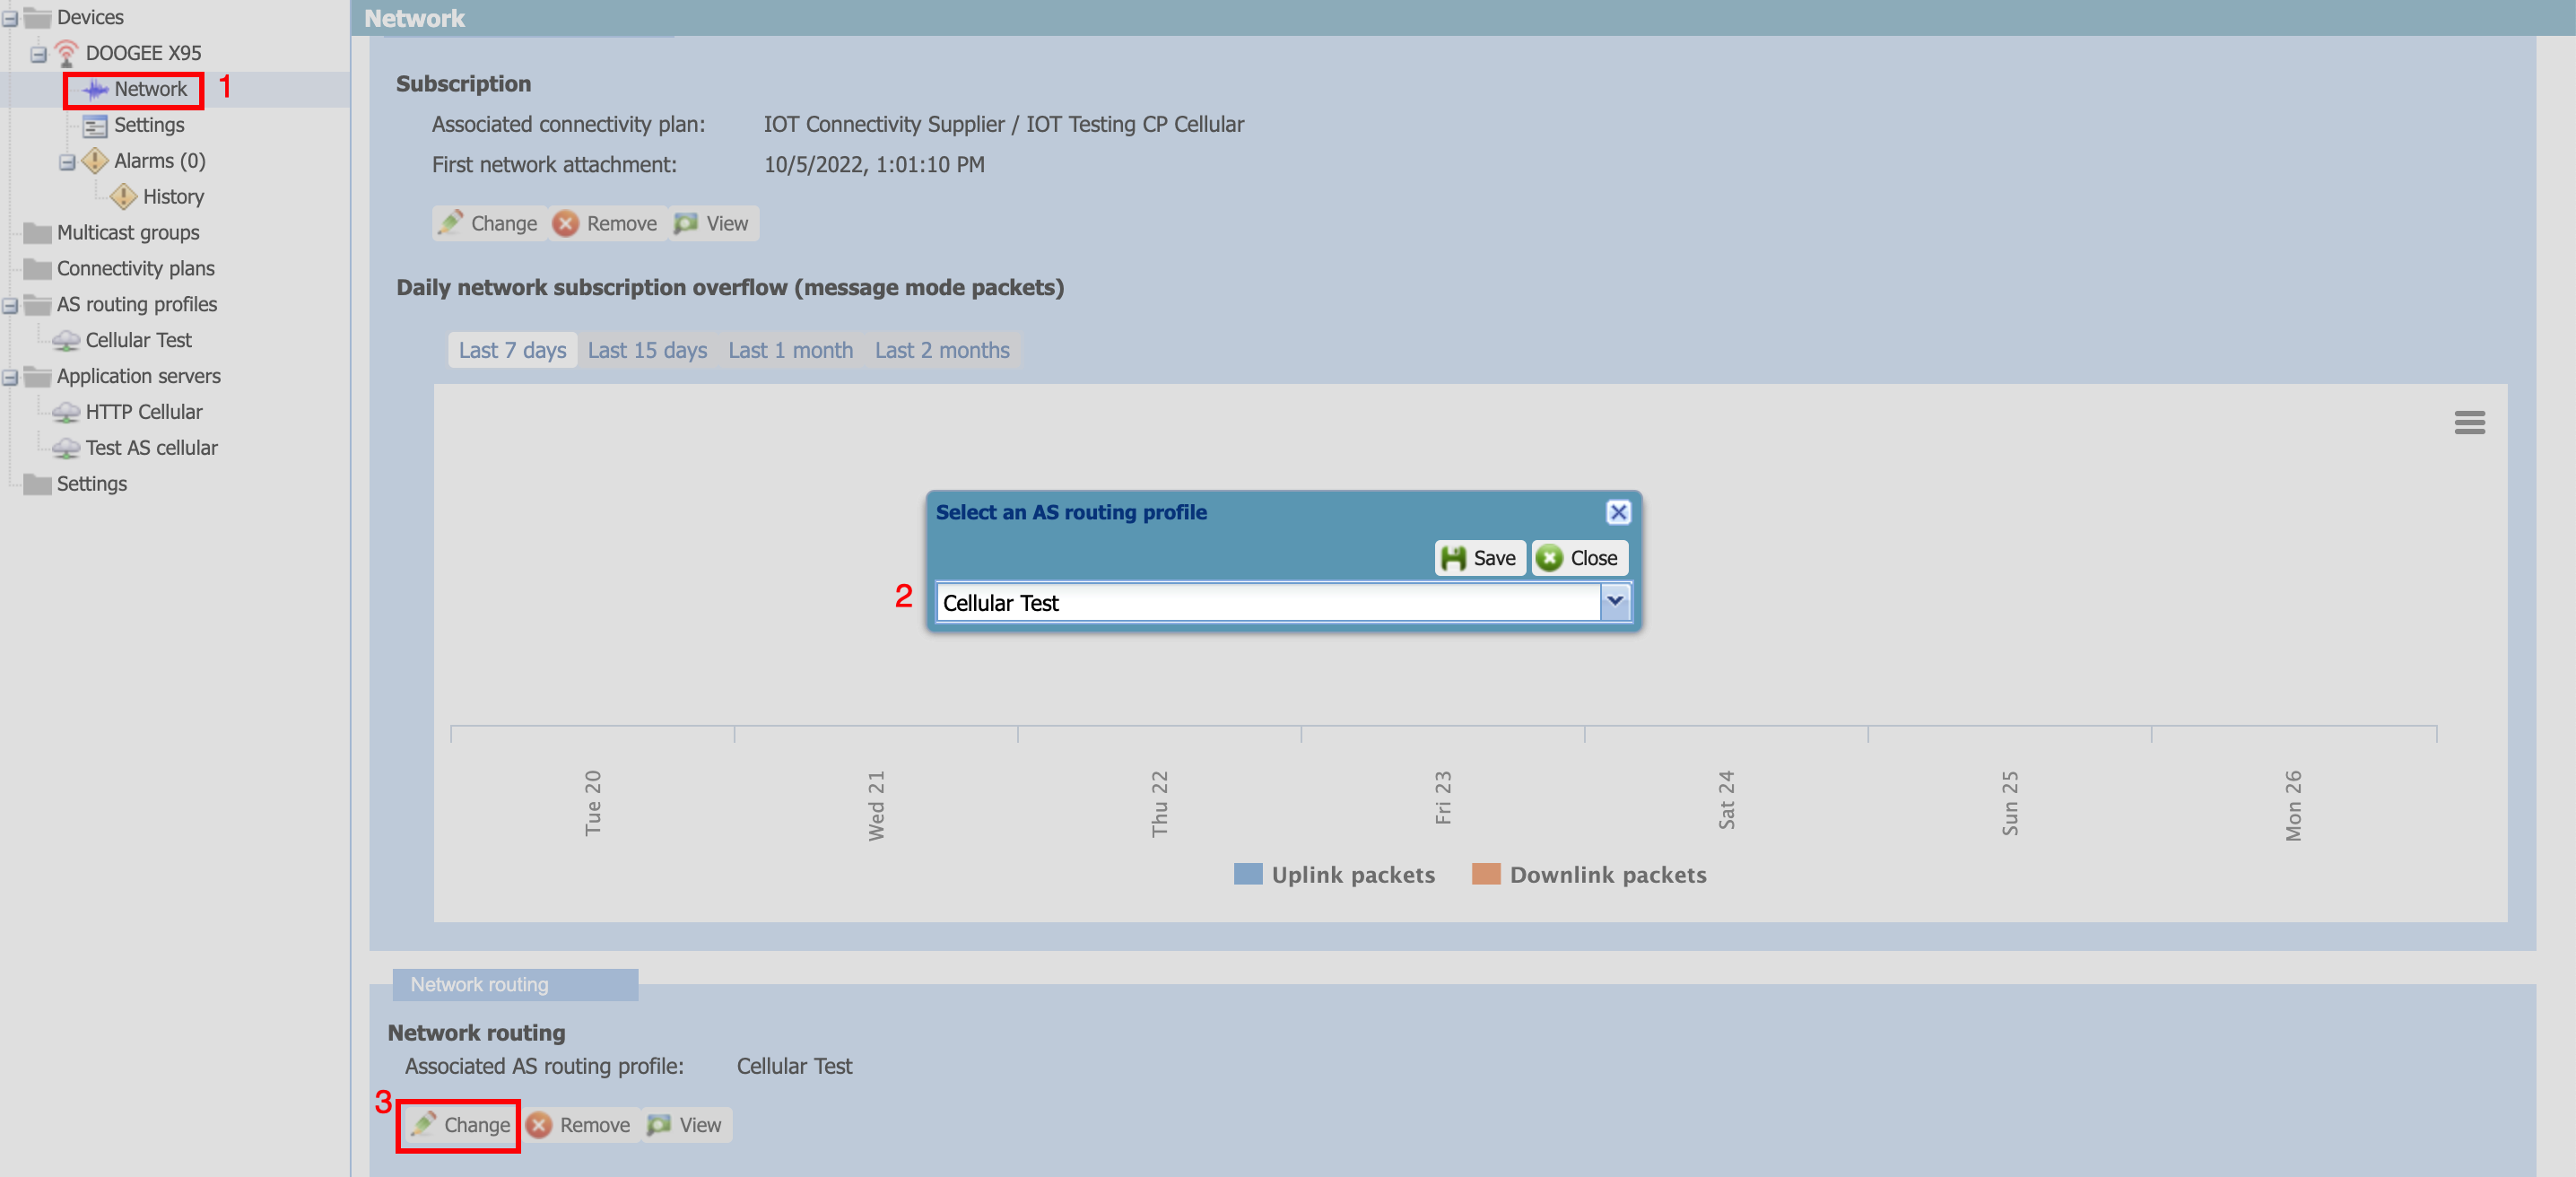 Devices
DOOGEE X95
Network 1
Settings
Alarms (0)
History
Multicast groups
Connectivity plans
AS routing profiles
Cellular Test
Application servers
HTTP Cellular
Test AS cellular
Settings
Network
Subscription
Associated connectivity plan: IOT Connectivity Supplier / IOT Testing CP Cellular
First network attachment: 10/5/2022, 1:01:10 PM
Change Remove View
Daily network subscription overflow (message mode packets)
Last 7 days Last 15 days Last 1 month Last 2 months
Select an AS routing profile
Save Close
2 Cellular Test
Tue 20 Wed 21 Thu 22 Fri 23 Sat 24 Sun 25 Mon 26
Uplink packets Downlink packets
Network routing
Network routing
Associated AS routing profile: Cellular Test
3 Change Remove View